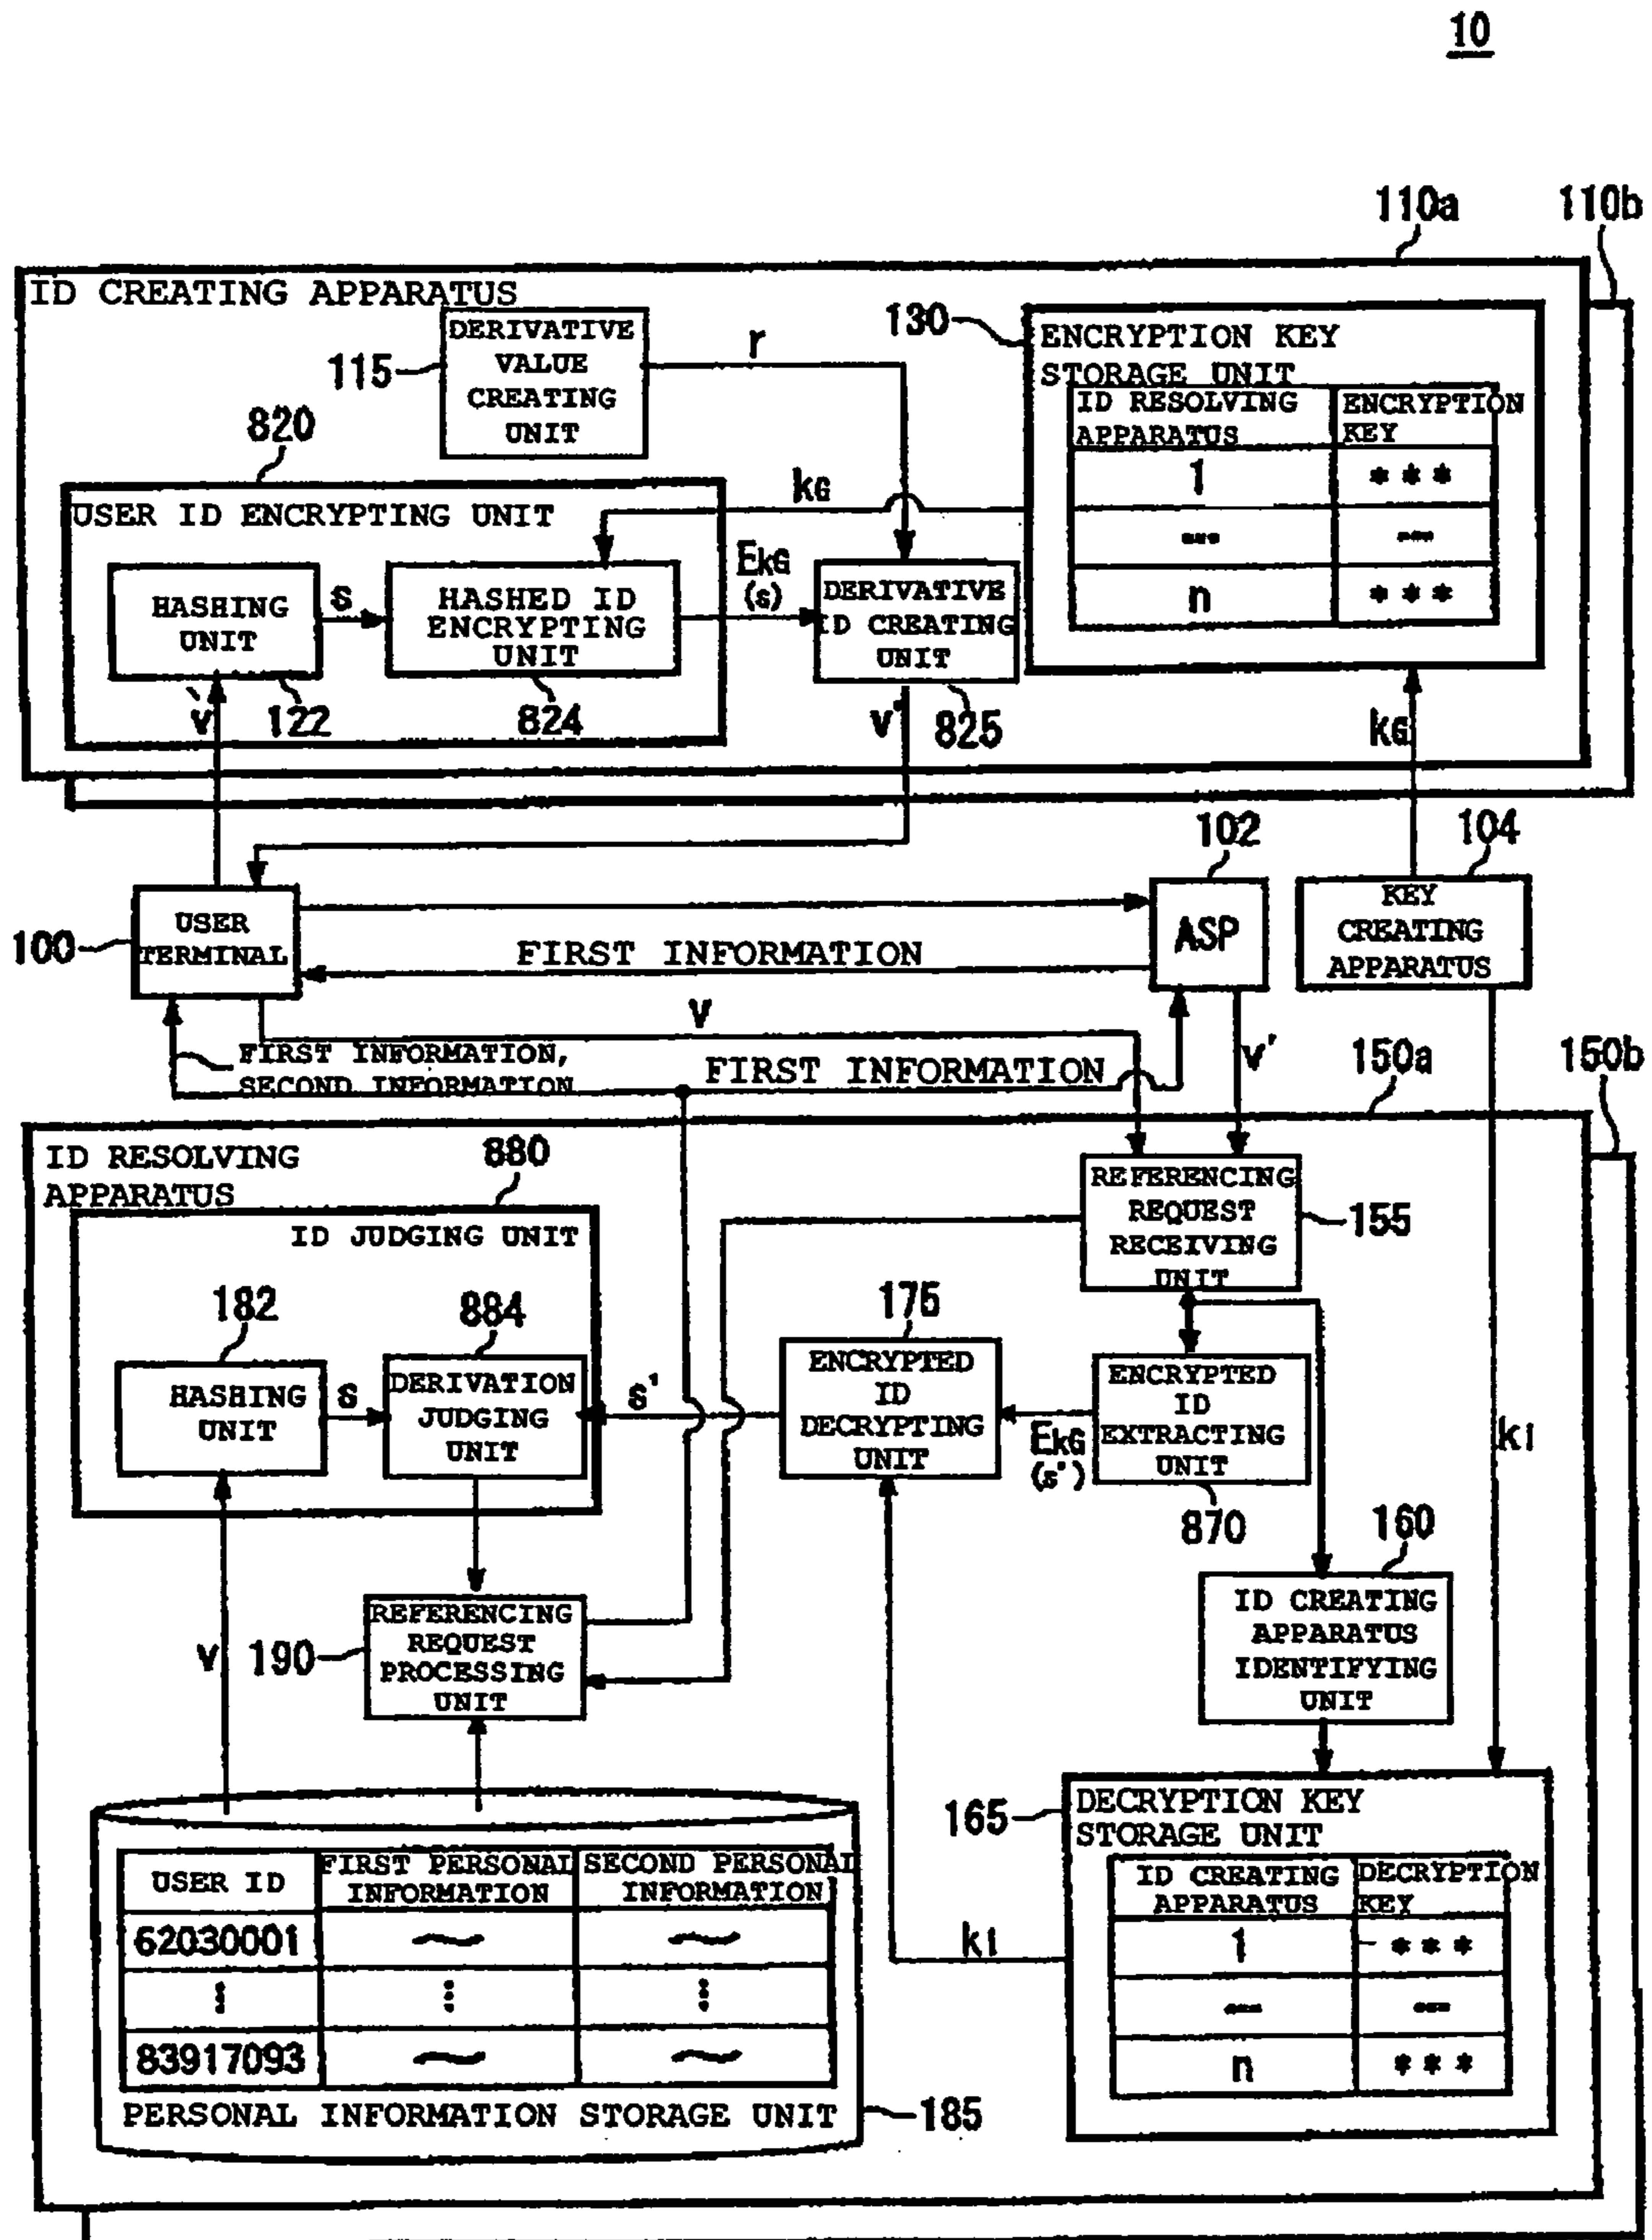 10
110a
110b
ID CREATING APPARATUS
DERIVATIVE
VALUE
CREATING
UNIT
115
r
130
ENCRYPTION KEY
STORAGE UNIT
ID RESOLVING
APPARATUS
ENCRYPTION
KEY
1
***
---
---
n
***
820
USER ID ENCRYPTING UNIT
kG
HASHING
UNIT
s
HASHED ID
ENCRYPTING
UNIT
EkG
(s)
DERIVATIVE
ID CREATING
UNIT
v
122
824
v'
825
kG
102
104
100
USER
TERMINAL
FIRST INFORMATION
ASP
KEY
CREATING
APPARATUS
V
v'
FIRST INFORMATION,
SECOND INFORMATION
FIRST INFORMATION
150a
150b
ID RESOLVING
APPARATUS
880
ID JUDGING UNIT
REFERENCING
REQUEST
RECEIVING
UNIT
155
182
884
175
HASHING
UNIT
s
DERIVATION
JUDGING
UNIT
s'
ENCRYPTED
ID
DECRYPTING
UNIT
EkG
(s')
ENCRYPTED
ID
EXTRACTING
UNIT
ki
870
160
v
190
REFERENCING
REQUEST
PROCESSING
UNIT
ID CREATING
APPARATUS
IDENTIFYING
UNIT
165
DECRYPTION KEY
STORAGE UNIT
ID CREATING
APPARATUS
DECRYPTION
KEY
1
***
---
---
n
***
ki
USER ID
FIRST PERSONAL
INFORMATION
SECOND PERSONAL
INFORMATION
62030001
83917093
PERSONAL INFORMATION STORAGE UNIT
185